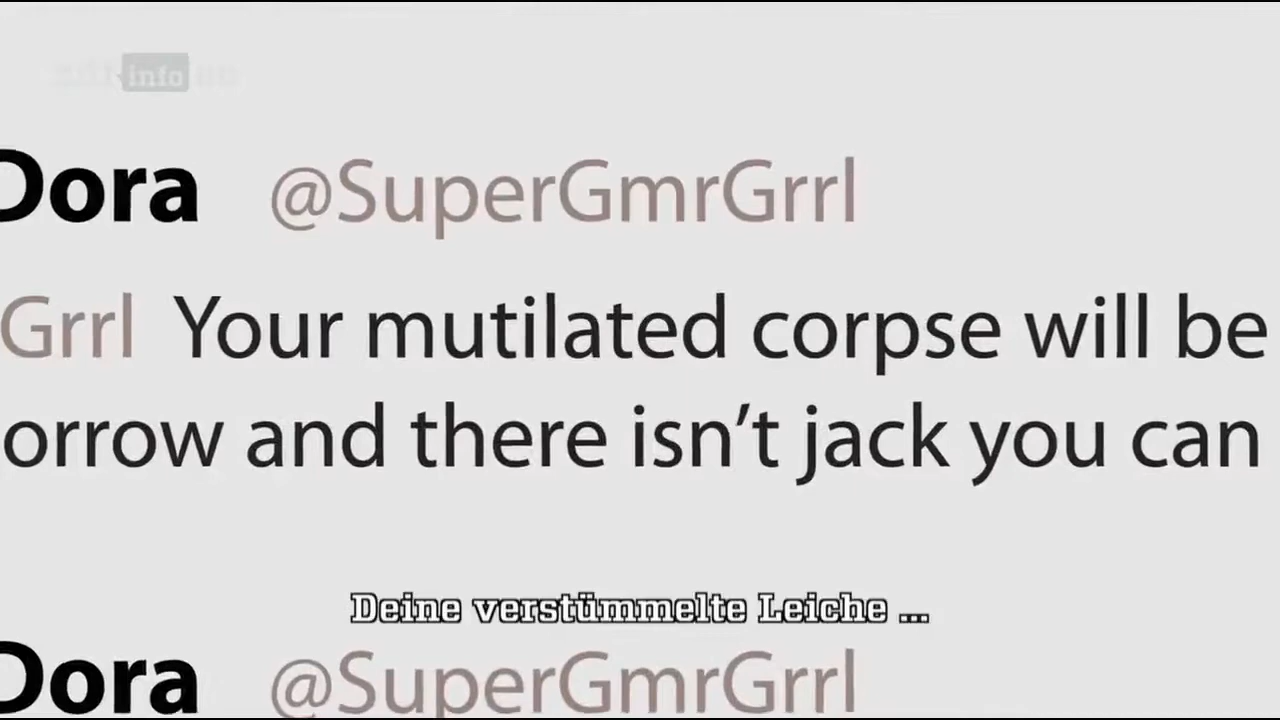 info
Dora @SuperGmrGrrl
Grrl Your mutilated corpse will be
orrow and there isn't jack you can
Deine verstümmelte Leiche ...
Dora @SuperGmrGrrl